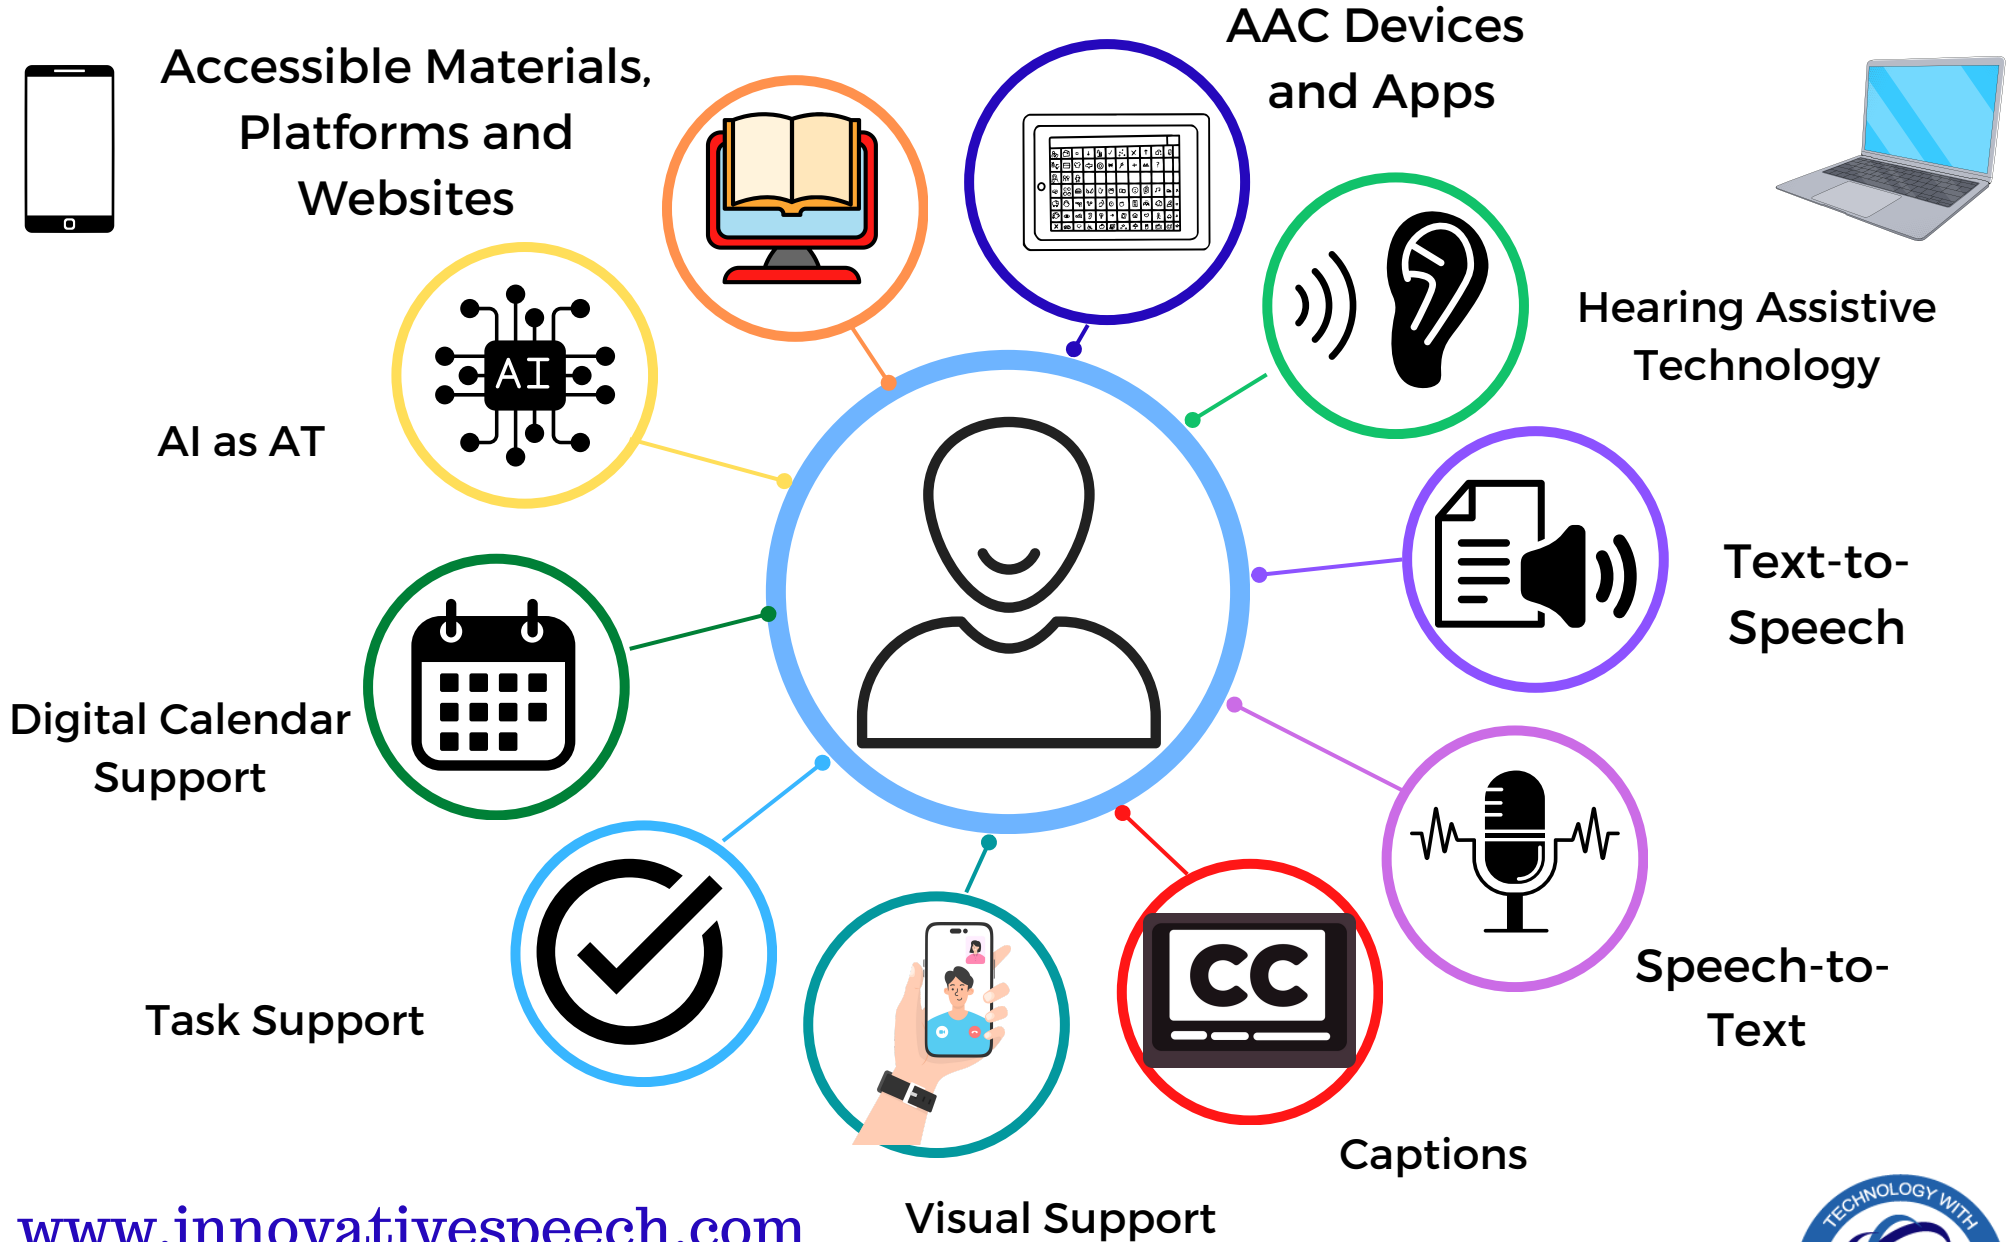 AAC Devices
and Apps
Accessible Materials,
Platforms and
Websites
Hearing Assistive
Technology
AI
AI as AT
Text-to-
Speech
Digital Calendar
Support
Speech-to-
Text
CC
Task Support
Captions
Visual Support
www.innovativespeech.com
TECHNOLOGY WITH